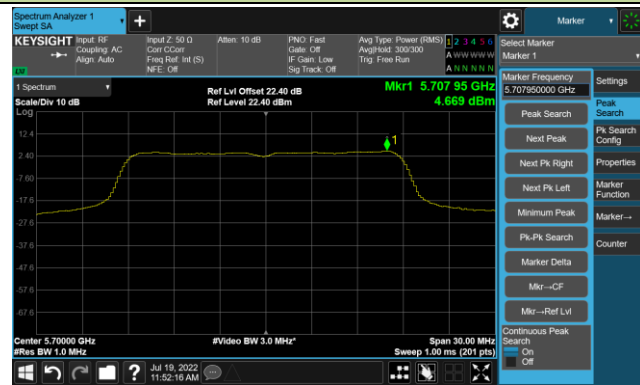 Spectrum Analyzer 1
Swept SA
Marker
KEYSIGHT
Input: RF
Coupling: AC
Align: Auto
Input Z: 50 Ω
Corr CCorr
Freq Ref: Int (S)
NFE: Off
Atten: 10 dB
PNO: Fast
Gate: Off
IF Gain: Low
Sig Track: Off
Avg Type: Power (RMS)
Avg|Hold: 300/300
Trig: Free Run
1 2 3 4 5 6
A W W W W W
A N N N N N
Select Marker
Marker 1
LXI
1 Spectrum
Scale/Div 10 dB
Log
Ref Lvl Offset 22.40 dB
Ref Level 22.40 dBm
Mkr1 5.707 95 GHz
4.669 dBm
1
12.4
2.40
-7.60
-17.6
-27.6
-37.6
-47.6
-57.6
-67.6
Center 5.70000 GHz
#Res BW 1.0 MHz
#Video BW 3.0 MHz*
Span 30.00 MHz
Sweep 1.00 ms (201 pts)
Marker Frequency
5.707950000 GHz
Peak Search
Next Peak
Next Pk Right
Next Pk Left
Minimum Peak
Pk-Pk Search
Marker Delta
Mkr→CF
Mkr→Ref Lvl
Continuous Peak
Search
On
Off
Settings
Peak
Search
Pk Search
Config
Properties
Marker
Function
Marker→
Counter
?
Jul 19, 2022
11:52:16 AM